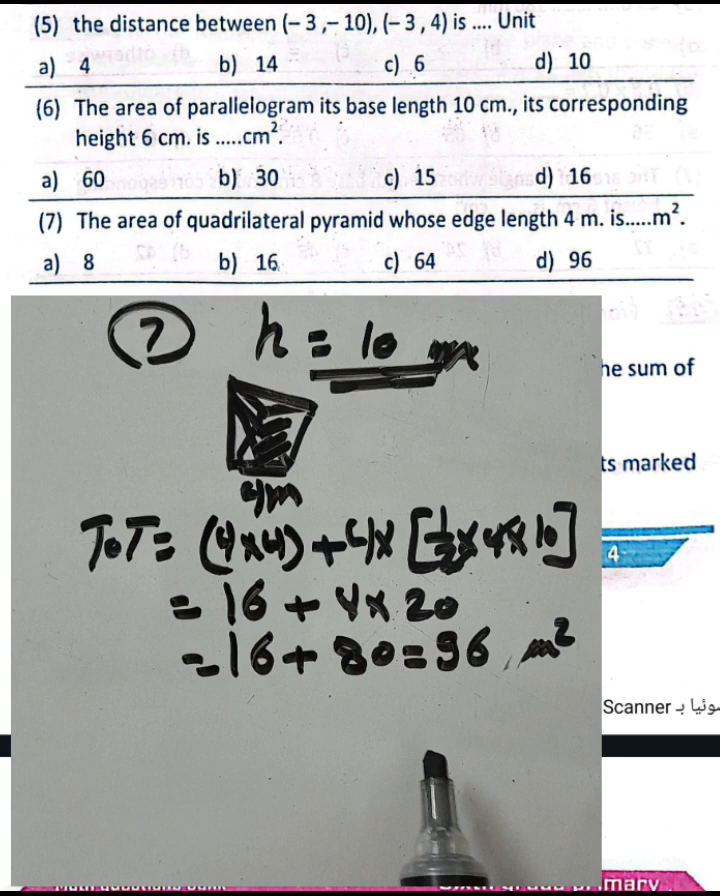 (5) the distance between (– 3 ,– 10), (– 3 , 4) is .... Unit
a) 4 b) 14 c) 6 d) 10
(6) The area of parallelogram its base length 10 cm., its corresponding
height 6 cm. is .....cm².
a) 60 b) 30 c) 15 d) 16
(7) The area of quadrilateral pyramid whose edge length 4 m. is.....m².
a) 8 b) 16 c) 64 d) 96
7 h = 10
he sum of
ts marked
4m
ToT= (4×4)+4×[1/2×4×10]
4
= 16 + 4×20
=16+80=96 m²
Scanner بـ